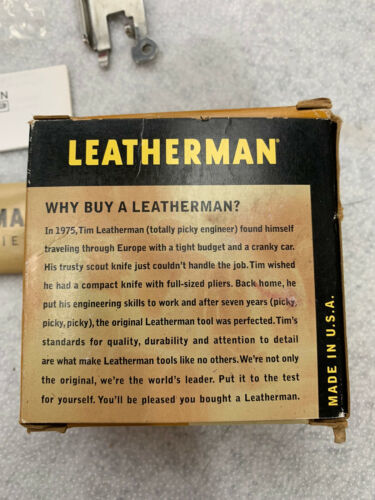 N
MA
IE
LEATHERMAN®
WHY BUY A LEATHERMAN?
In 1975, Tim Leatherman (totally picky engineer) found himself
traveling through Europe with a tight budget and a cranky car.
His trusty scout knife just couldn't handle the job. Tim wished
he had a compact knife with full-sized pliers. Back home, he
put his engineering skills to work and after seven years (picky,
picky, picky), the original Leatherman tool was perfected. Tim's
standards for quality, durability and attention to detail
are what make Leatherman tools like no others. We're not only
the original, we're the world's leader. Put it to the test
for yourself. You'll be pleased you bought a Leatherman.
MADE IN U.S.A.